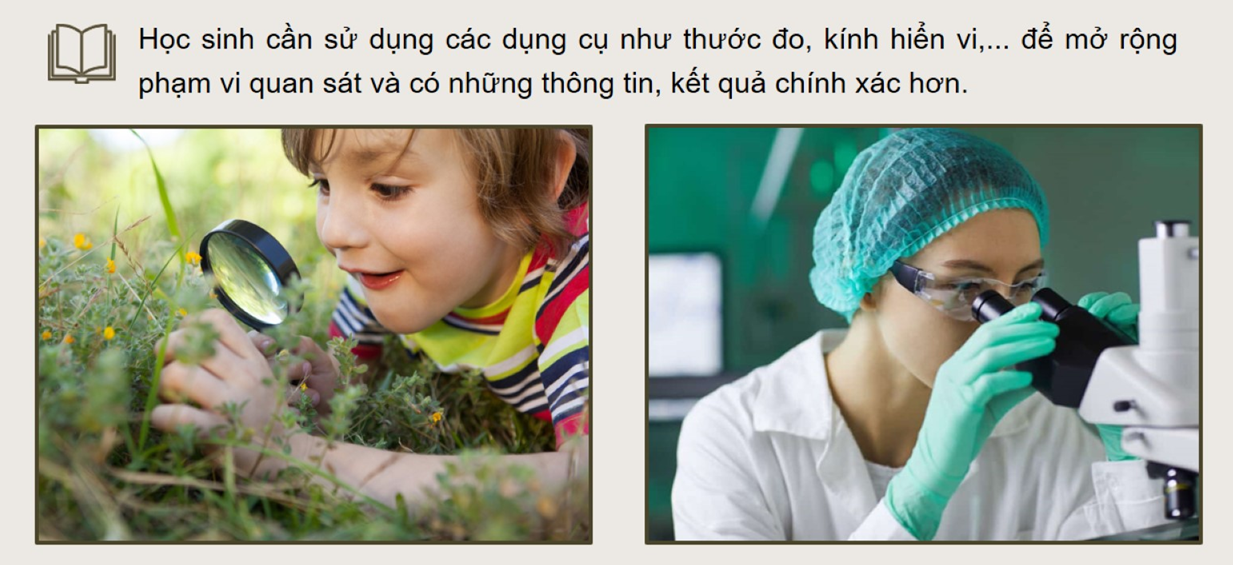 Học sinh cần sử dụng các dụng cụ như thước đo, kính hiển vi,... để mở rộng
phạm vi quan sát và có những thông tin, kết quả chính xác hơn.